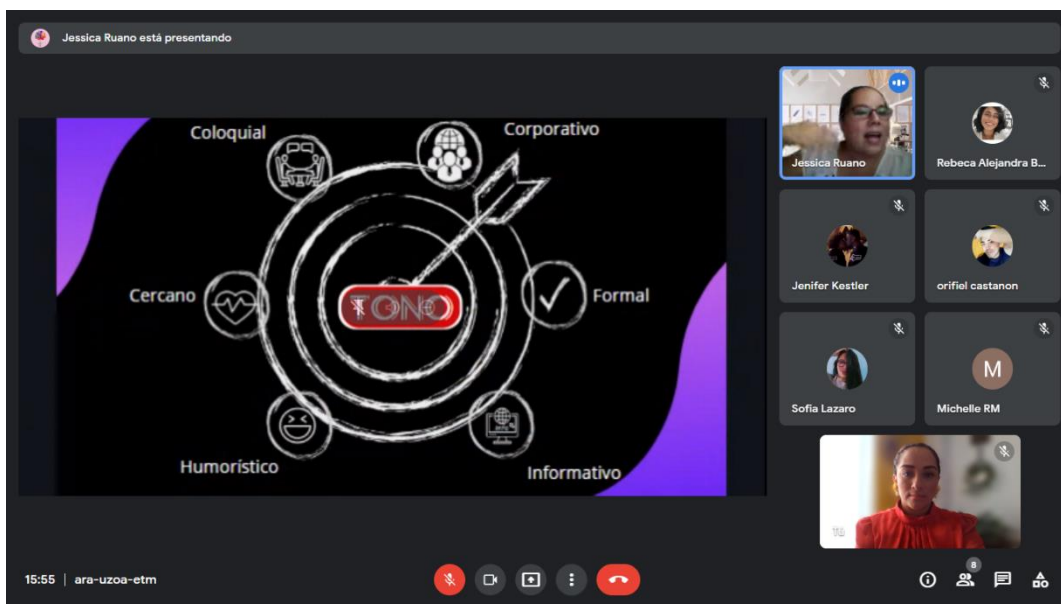 Jessica Ruano está presentando
Coloquial
Corporativo
Cercano
TONO
Formal
Humorístico
Informativo
Jessica Ruano
Rebeca Alejandra B...
Jenifer Kestler
orifiel castanon
Sofia Lazaro
M
Michelle RM
Tú
15:55 | ara-uzoa-etm
8